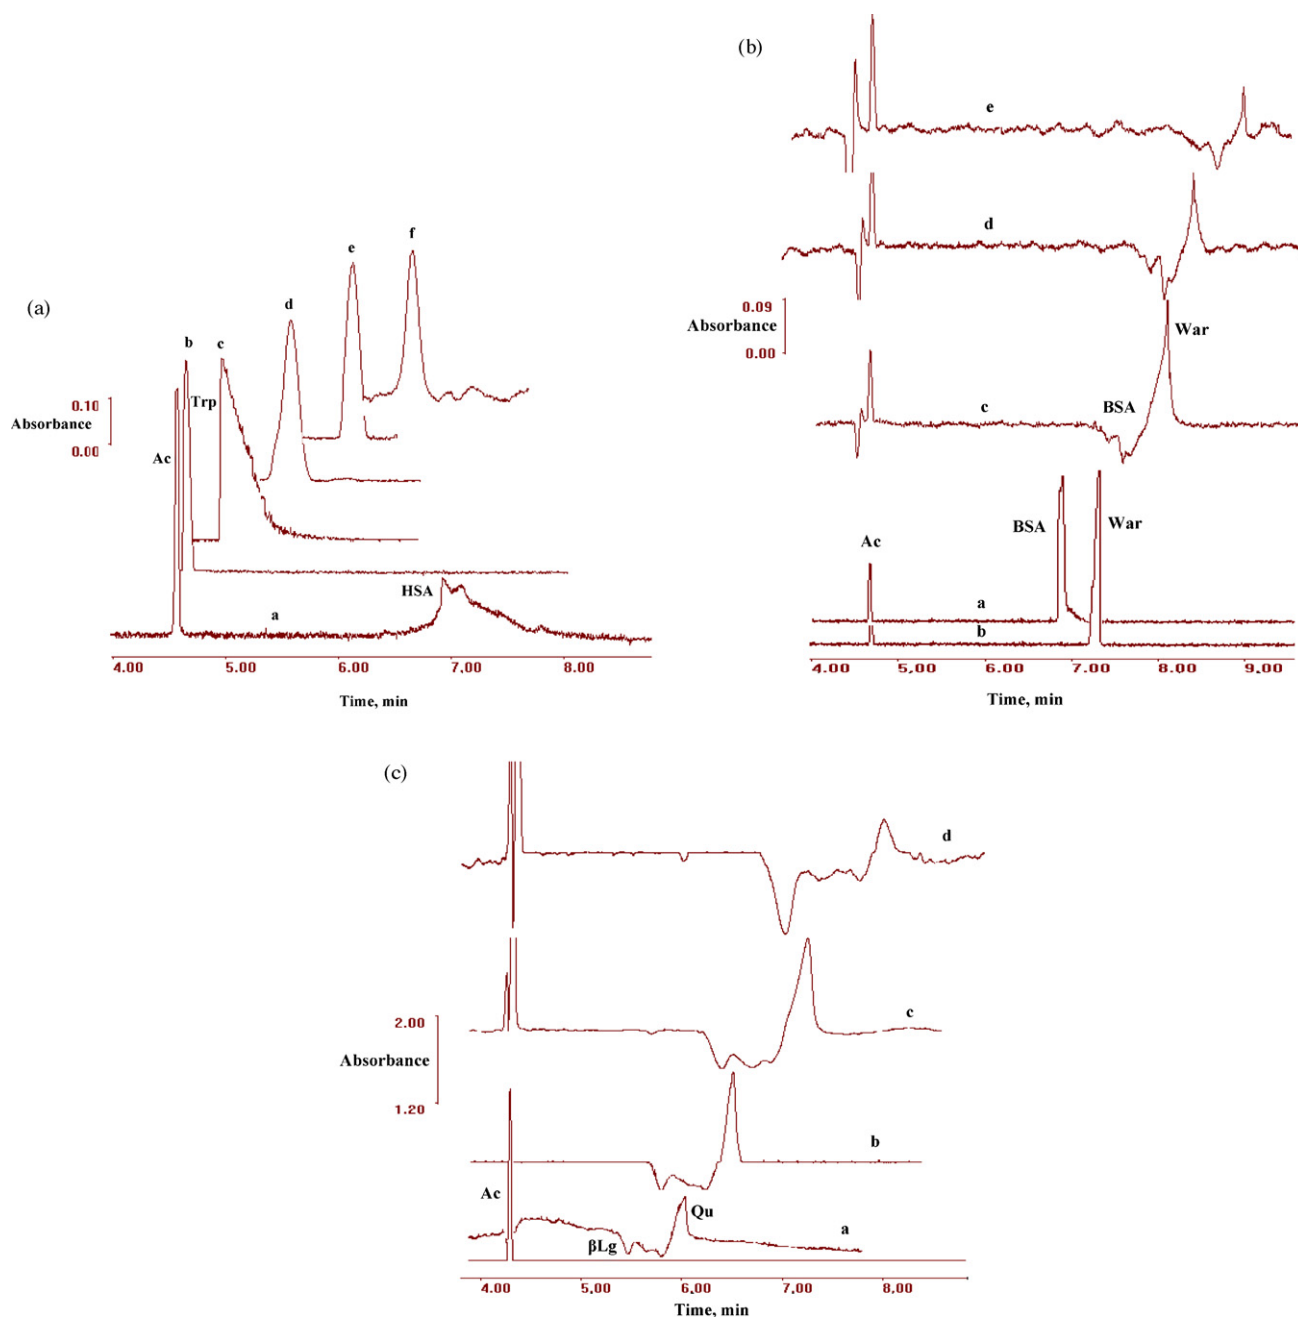 (a)
b
c
d
e
f
Trp
0.10
Absorbance
0.00
Ac
HSA
a
4.00 5.00 6.00 7.00 8.00
Time, min
(b)
e
d
0.09
Absorbance
0.00
War
c
BSA
BSA
War
Ac
a
b
4.00 5.00 6.00 7.00 8.00 9.00
Time, min
(c)
d
2.00
Absorbance
1.20
c
b
Ac
Qu
βLg
a
4.00 5.00 6.00 7.00 8.00
Time, min